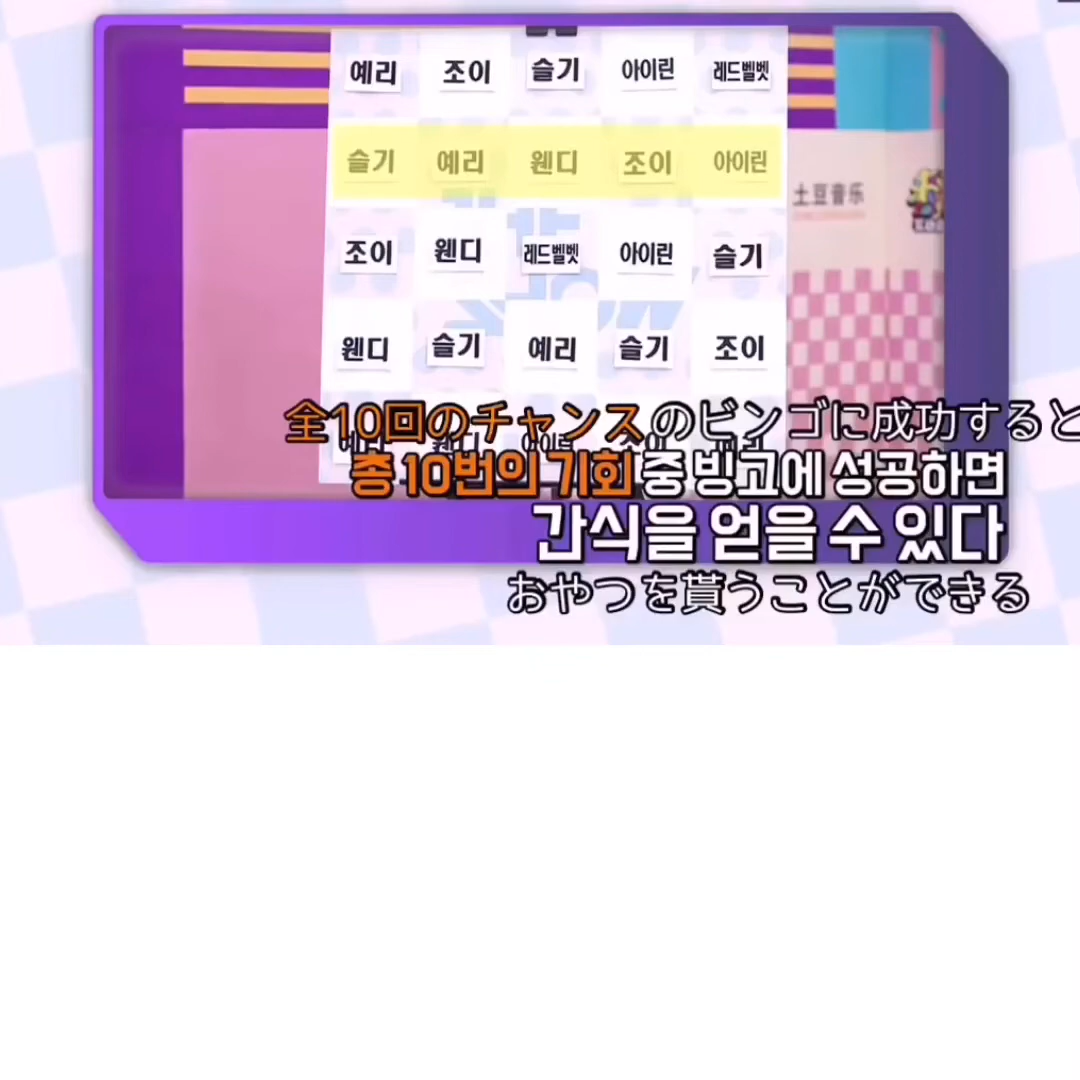 예리 조이 슬기 아이린 레드벨벳
슬기 예리 웬디 조이 아이린
土豆音乐
조이 웬디 레드벨벳 아이린 슬기
웬디 슬기 예리 슬기 조이
全10回のチャンスのビンゴに成功すると
총 10번의 기회 중 빙고에 성공하면
간식을 얻을 수 있다
おやつを貰うことができる